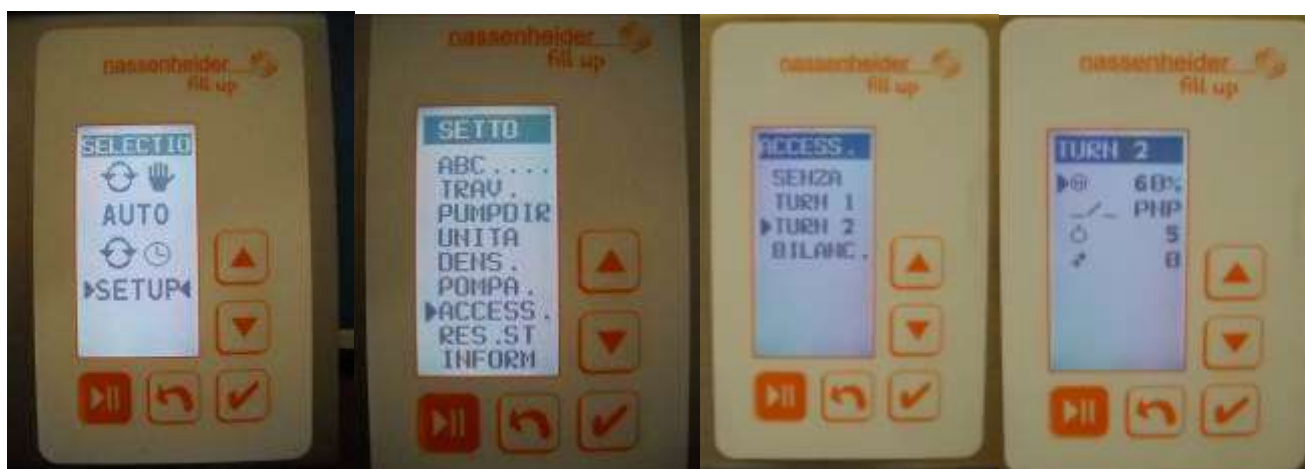 nassenheider
fill up
SELECTIO
AUTO
SETUP
nassenheider
fill up
SETTO
ABC....
TRAV.
PUMPDIR
UNITA
DENS.
POMPA.
ACCESS.
RES.ST
INFORM
nassenheider
fill up
ACCESS.
SENZA
TURN 1
TURN 2
BILANC.
nassenheider
fill up
TURN 2
60%
PNP
5
0